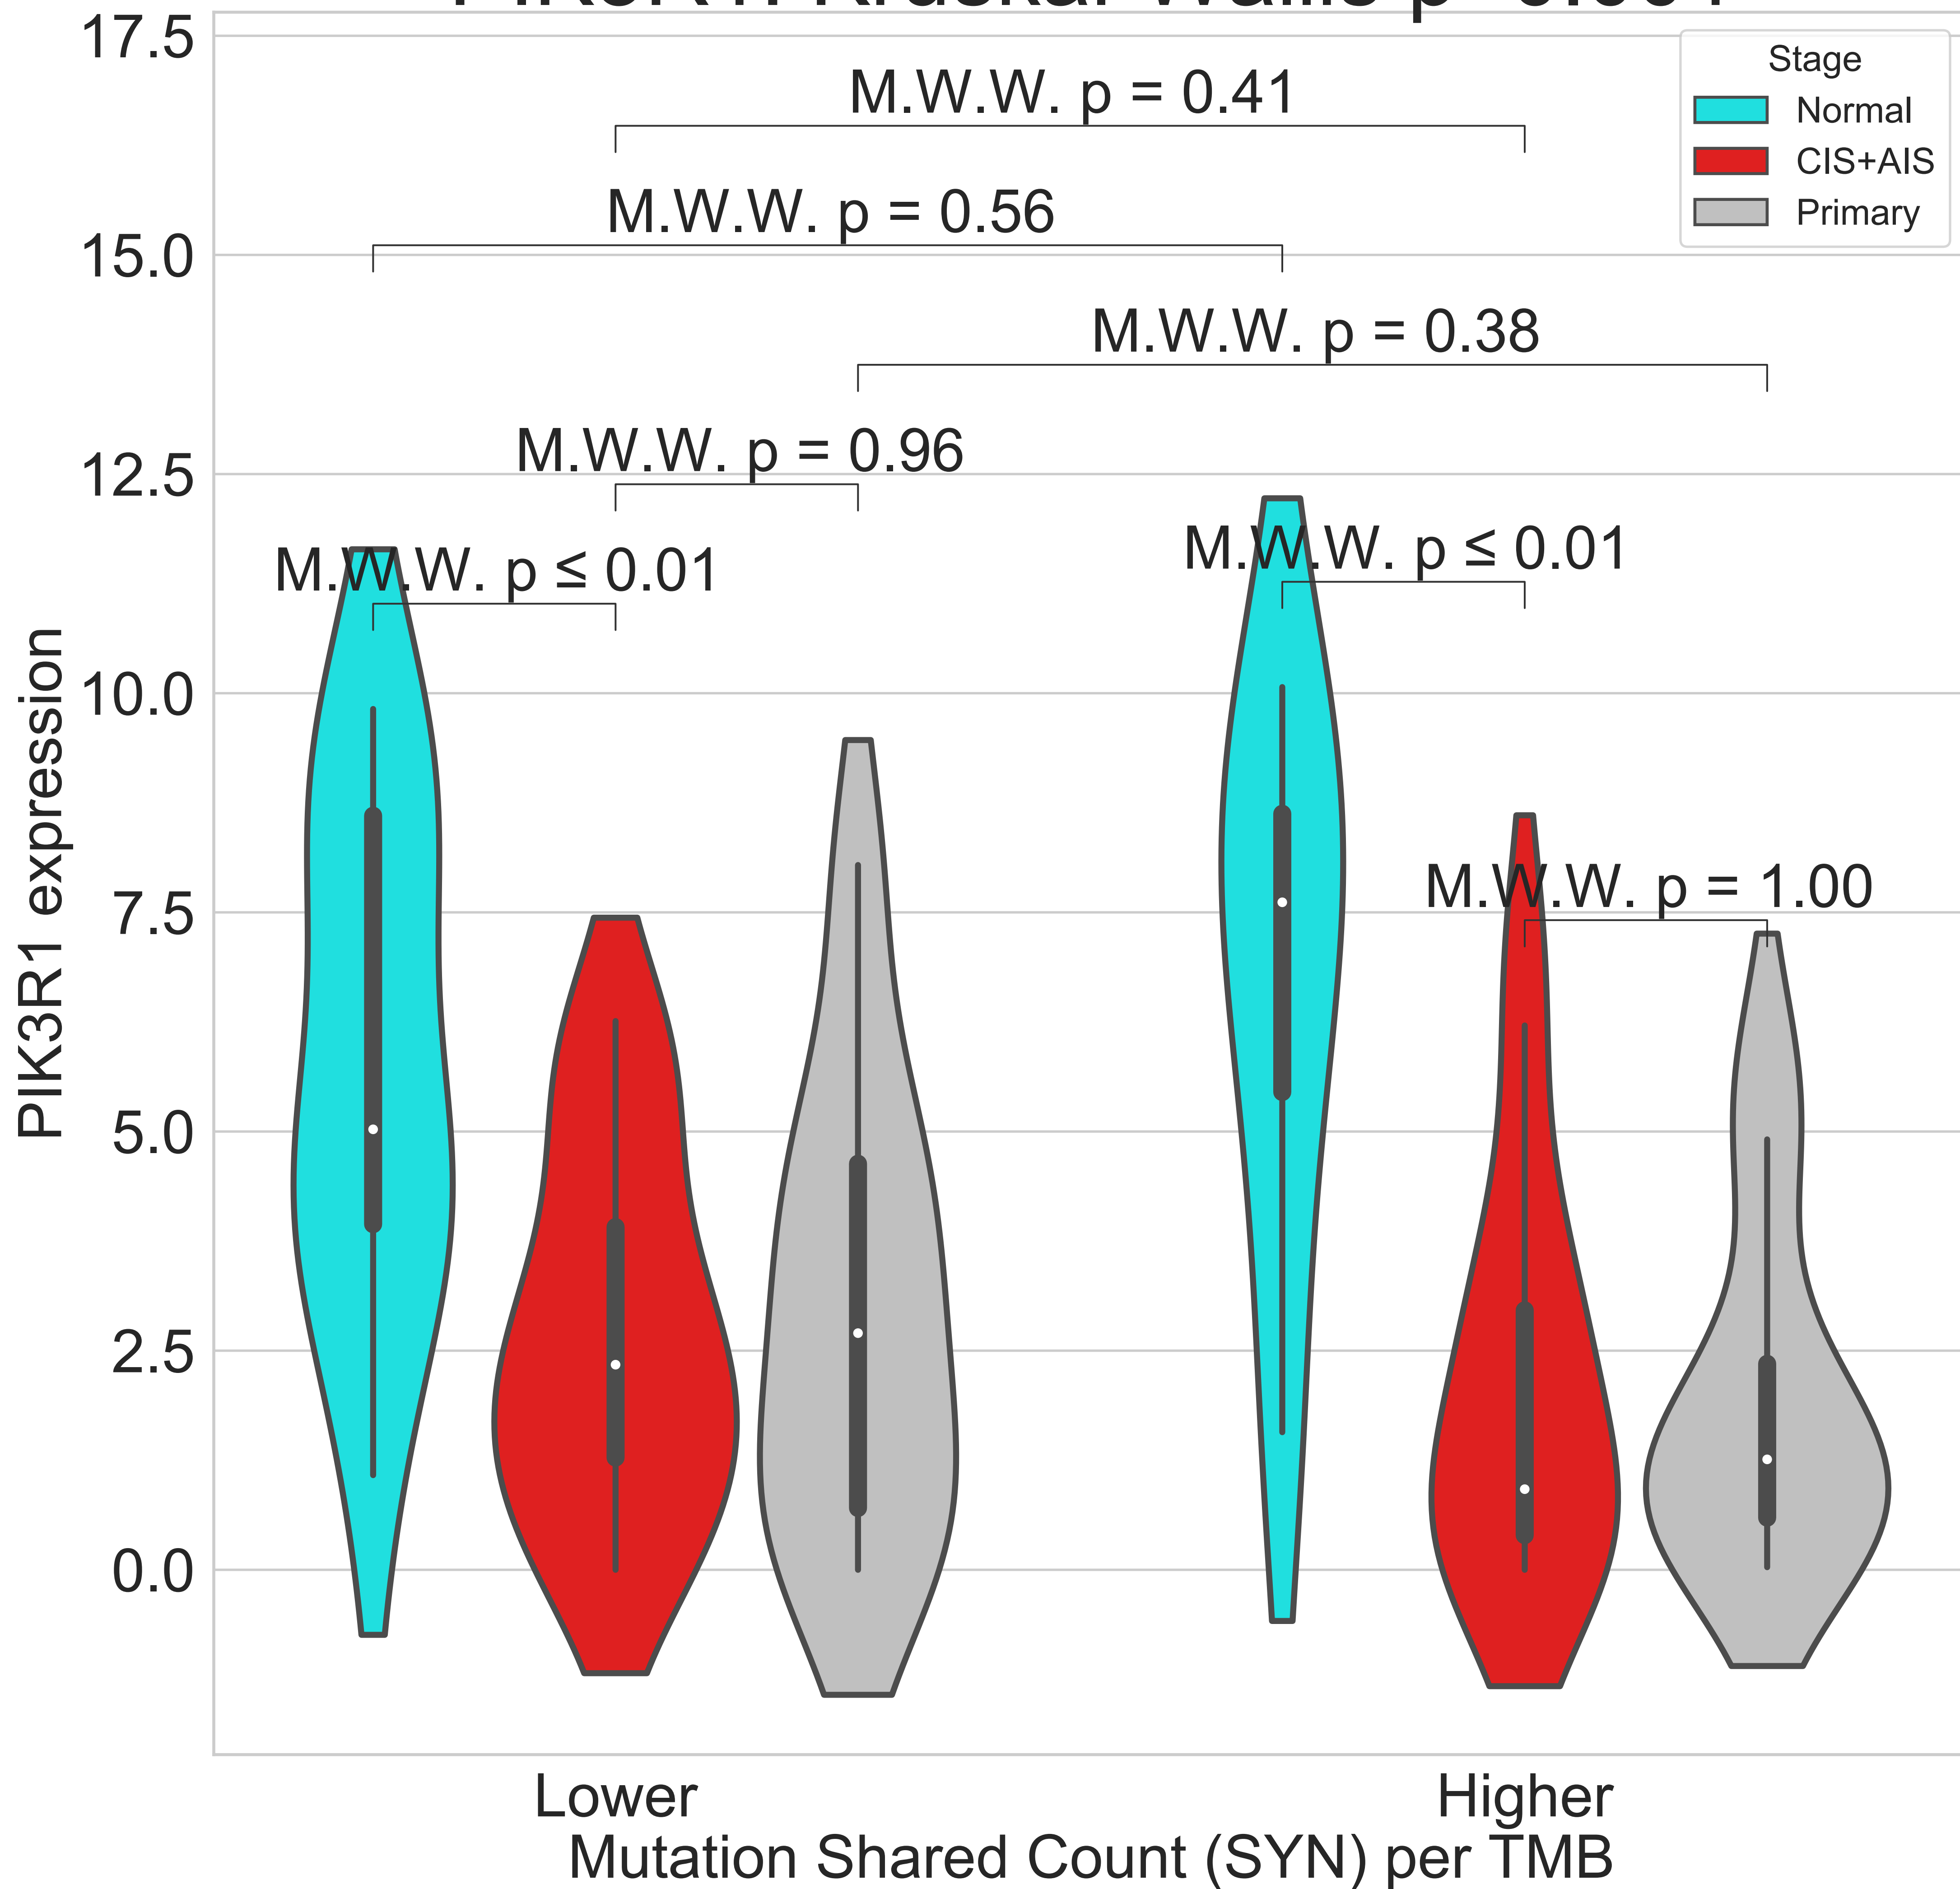 17.5
15.0
12.5
10.0
7.5
5.0
2.5
0.0
PIK3R1 expression
Stage
Normal
CIS+AIS
Primary
M.W.W. p = 0.41
M.W.W. p = 0.56
M.W.W. p = 0.38
M.W.W. p = 0.96
M.W.W. p ≤ 0.01
M.W.W. p ≤ 0.01
M.W.W. p = 1.00
Lower
Higher
Mutation Shared Count (SYN) per TMB